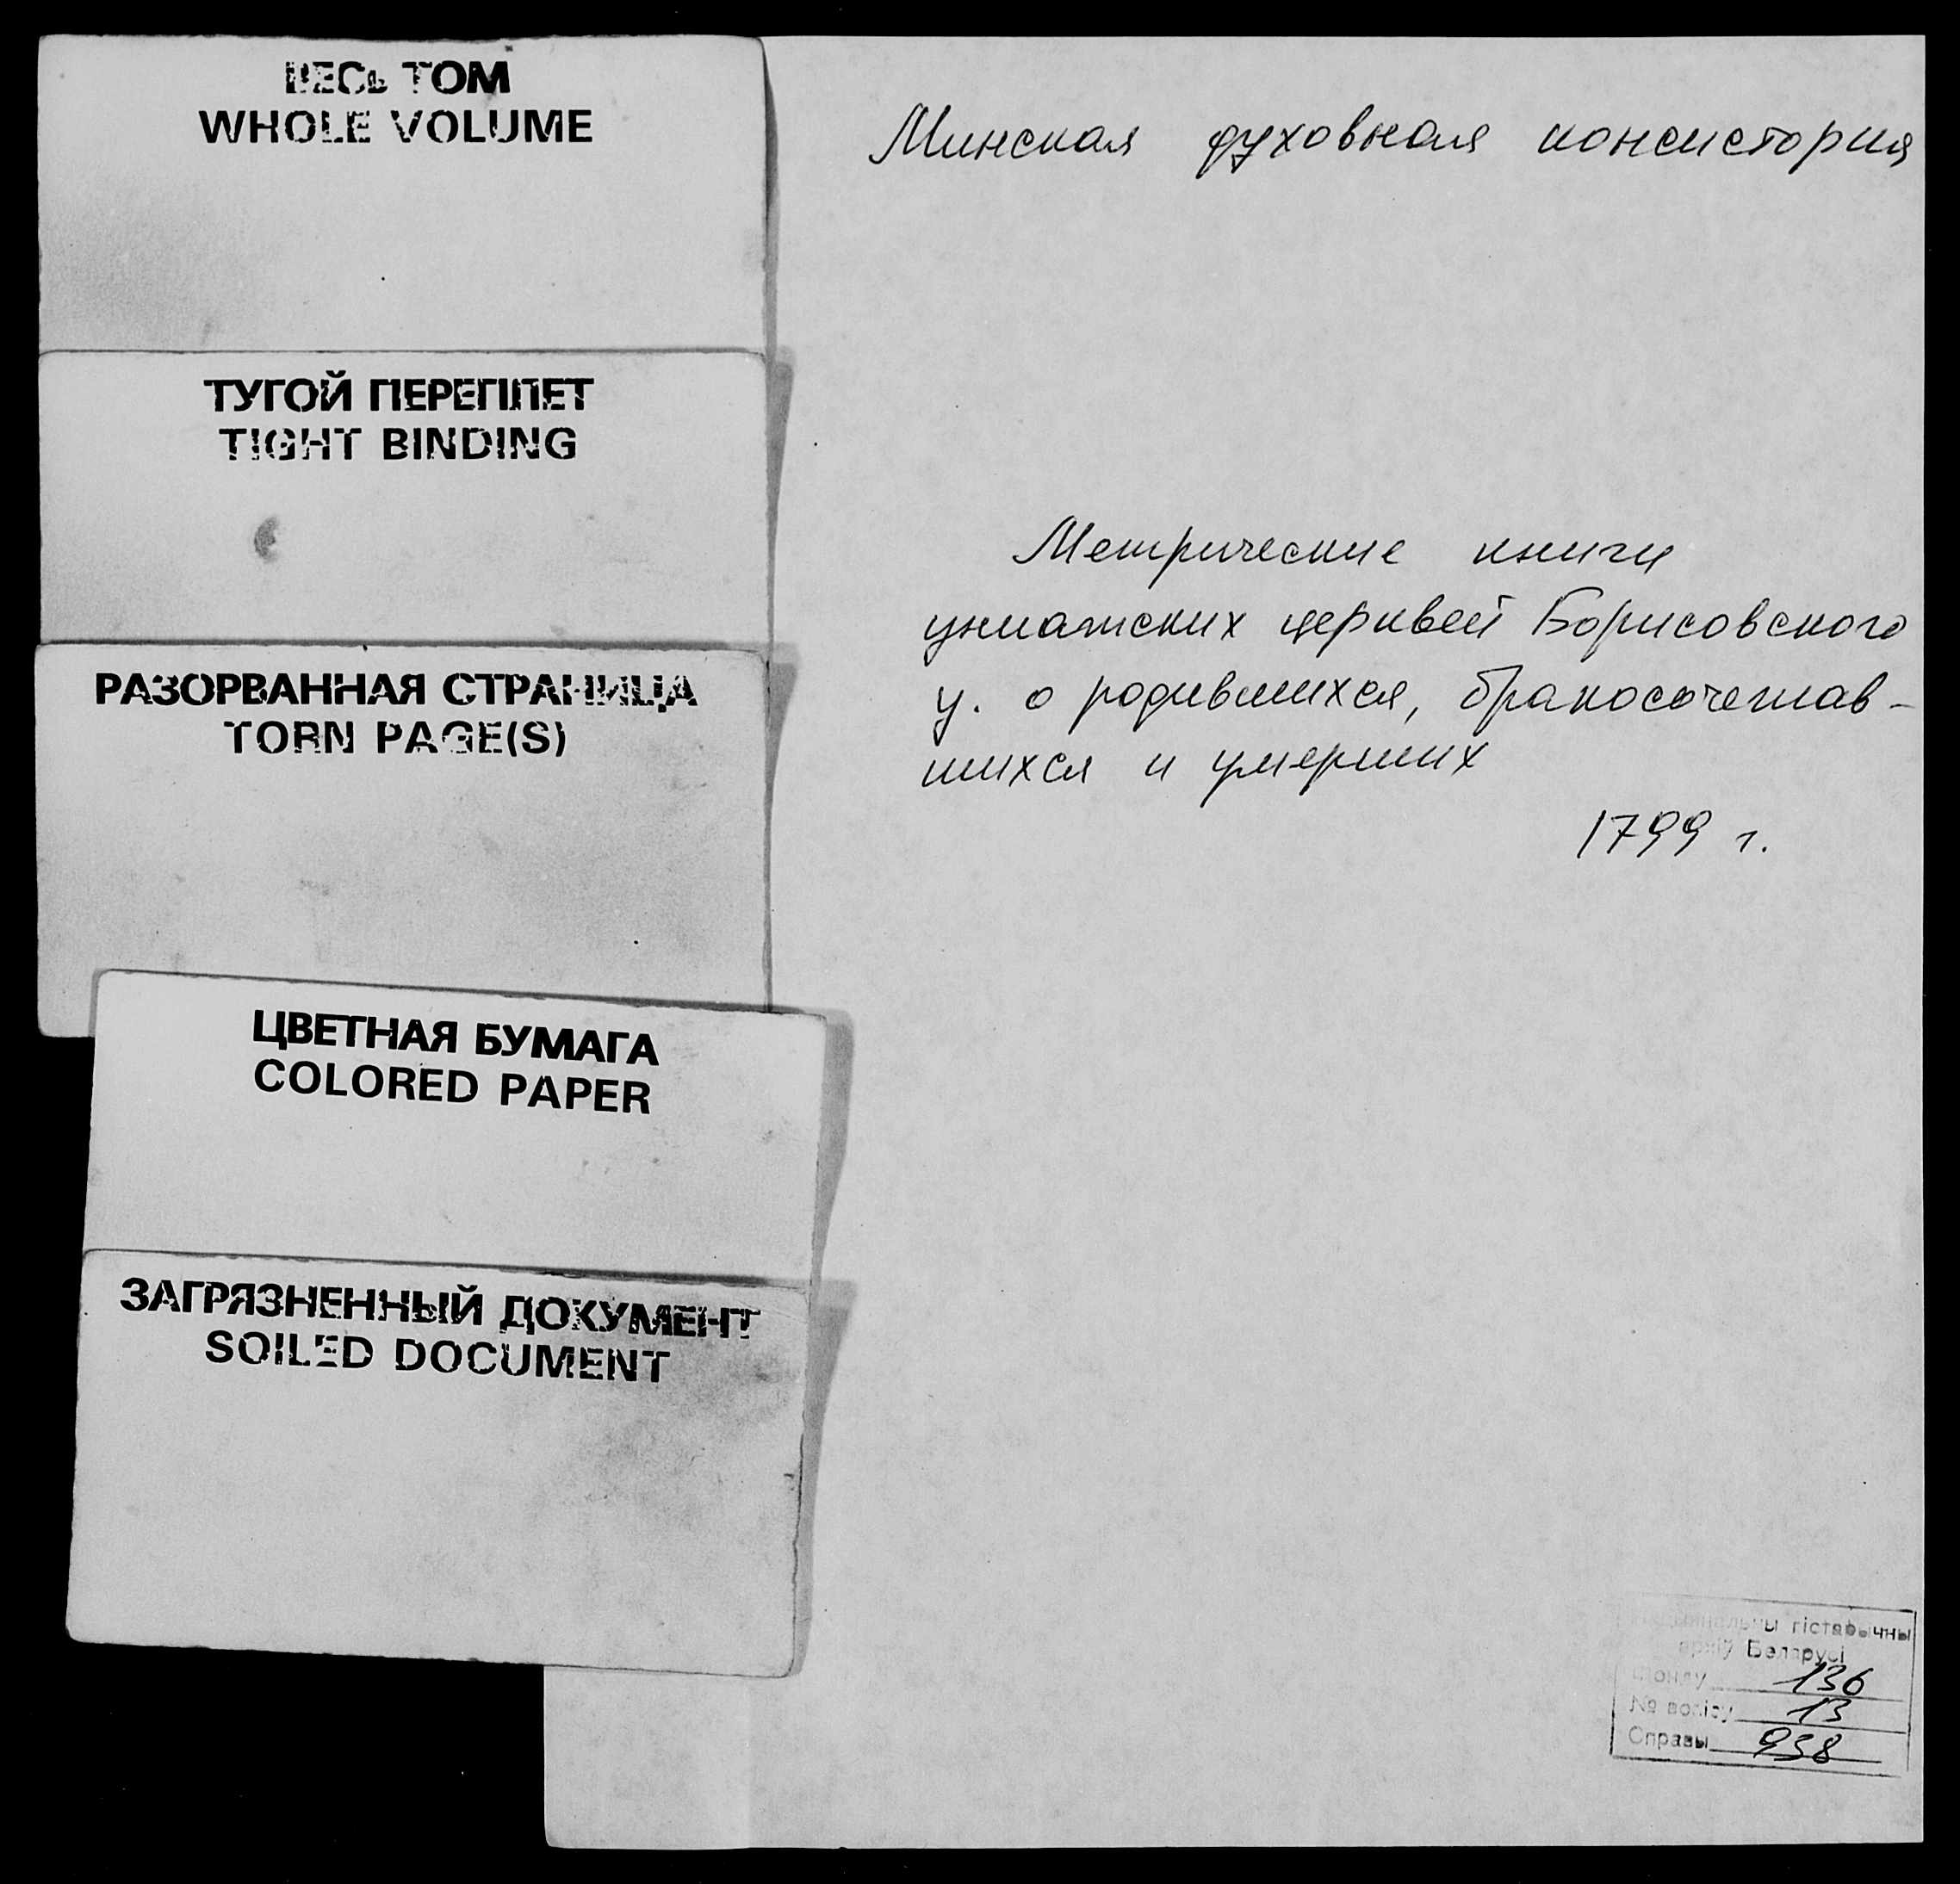 ВЕСЬ ТОМ
WHOLE VOLUME
ТУГОЙ ПЕРЕПЛЕТ
TIGHT BINDING
РАЗОРВАННАЯ СТРАНИЦА
TORN PAGE(S)
ЦВЕТНАЯ БУМАГА
COLORED PAPER
ЗАГРЯЗНЕННЫЙ ДОКУМЕНТ
SOILED DOCUMENT
Минская духовная консистория
Метрические книги
униатских церквей Борисовского
у. о родившихся, бракосочетав-
шихся и умерших
1799 г.
Нацыянальны гістарычны
архіў Беларусі
Фонду 136
№ вопісу 13
Справы 938